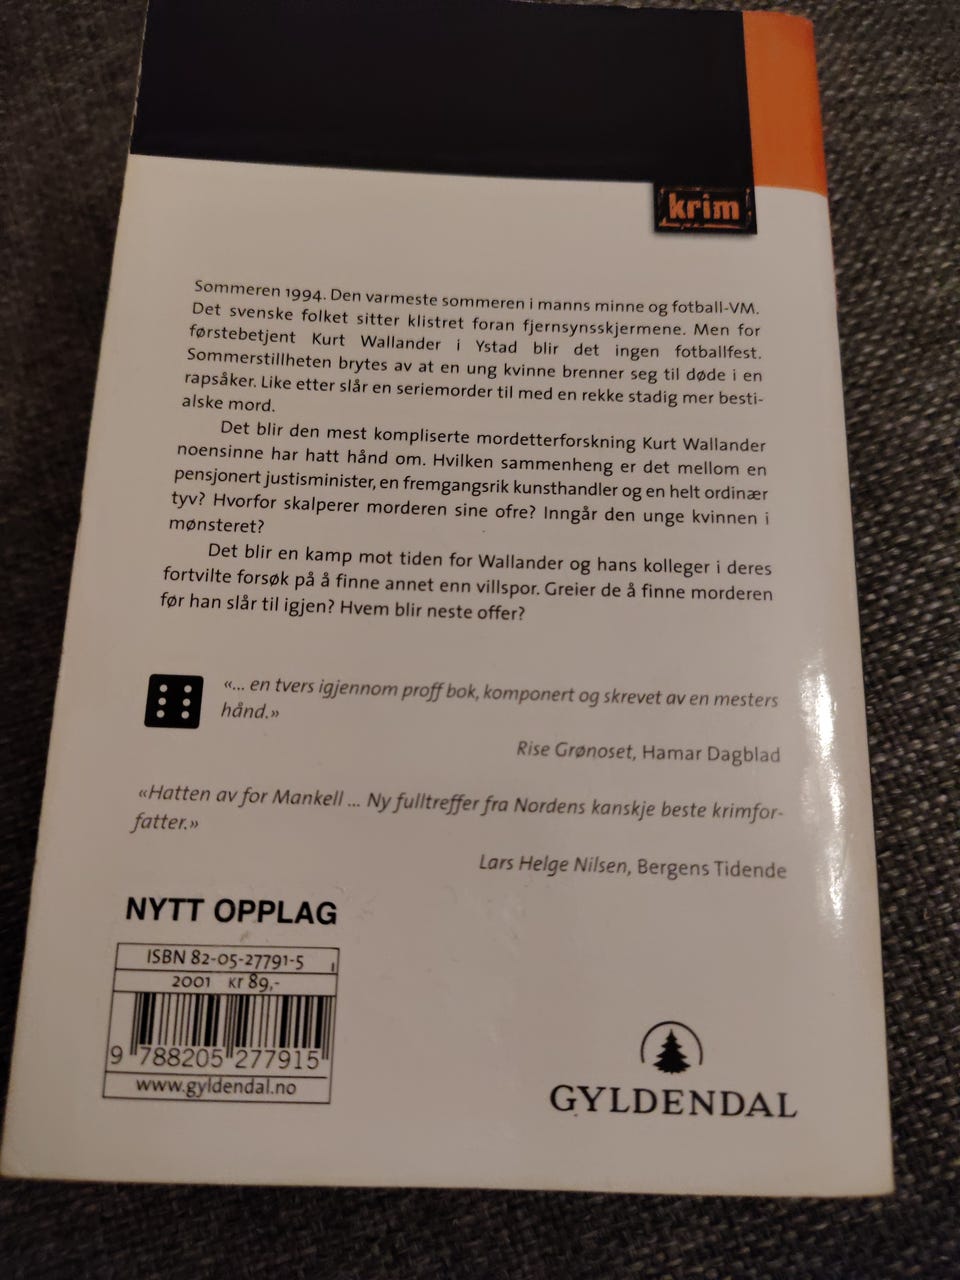 krim
Sommeren 1994. Den varmeste sommeren i manns minne og fotball-VM.
Det svenske folket sitter klistret foran fjernsynsskjermene. Men for
førstebetjent Kurt Wallander i Ystad blir det ingen fotballfest.
Sommerstillheten brytes av at en ung kvinne brenner seg til døde i en
rapsåker. Like etter slår en seriemorder til med en rekke stadig mer besti-
alske mord.
Det blir den mest kompliserte mordetterforskning Kurt Wallander
noensinne har hatt hånd om. Hvilken sammenheng er det mellom en
pensjonert justisminister, en fremgangsrik kunsthandler og en helt ordinær
tyv? Hvorfor skalperer morderen sine ofre? Inngår den unge kvinnen i
mønsteret?
Det blir en kamp mot tiden for Wallander og hans kolleger i deres
fortvilte forsøk på å finne annet enn villspor. Greier de å finne morderen
før han slår til igjen? Hvem blir neste offer?
«... en tvers igjennom proff bok, komponert og skrevet av en mesters
hånd.»
Rise Grønoset, Hamar Dagblad
«Hatten av for Mankell ... Ny fulltreffer fra Nordens kanskje beste krimfor-
fatter.»
Lars Helge Nilsen, Bergens Tidende
NYTT OPPLAG
ISBN 82-05-27791-5 1
2001 kr 89,-
9 788205 277915
www.gyldendal.no
GYLDENDAL